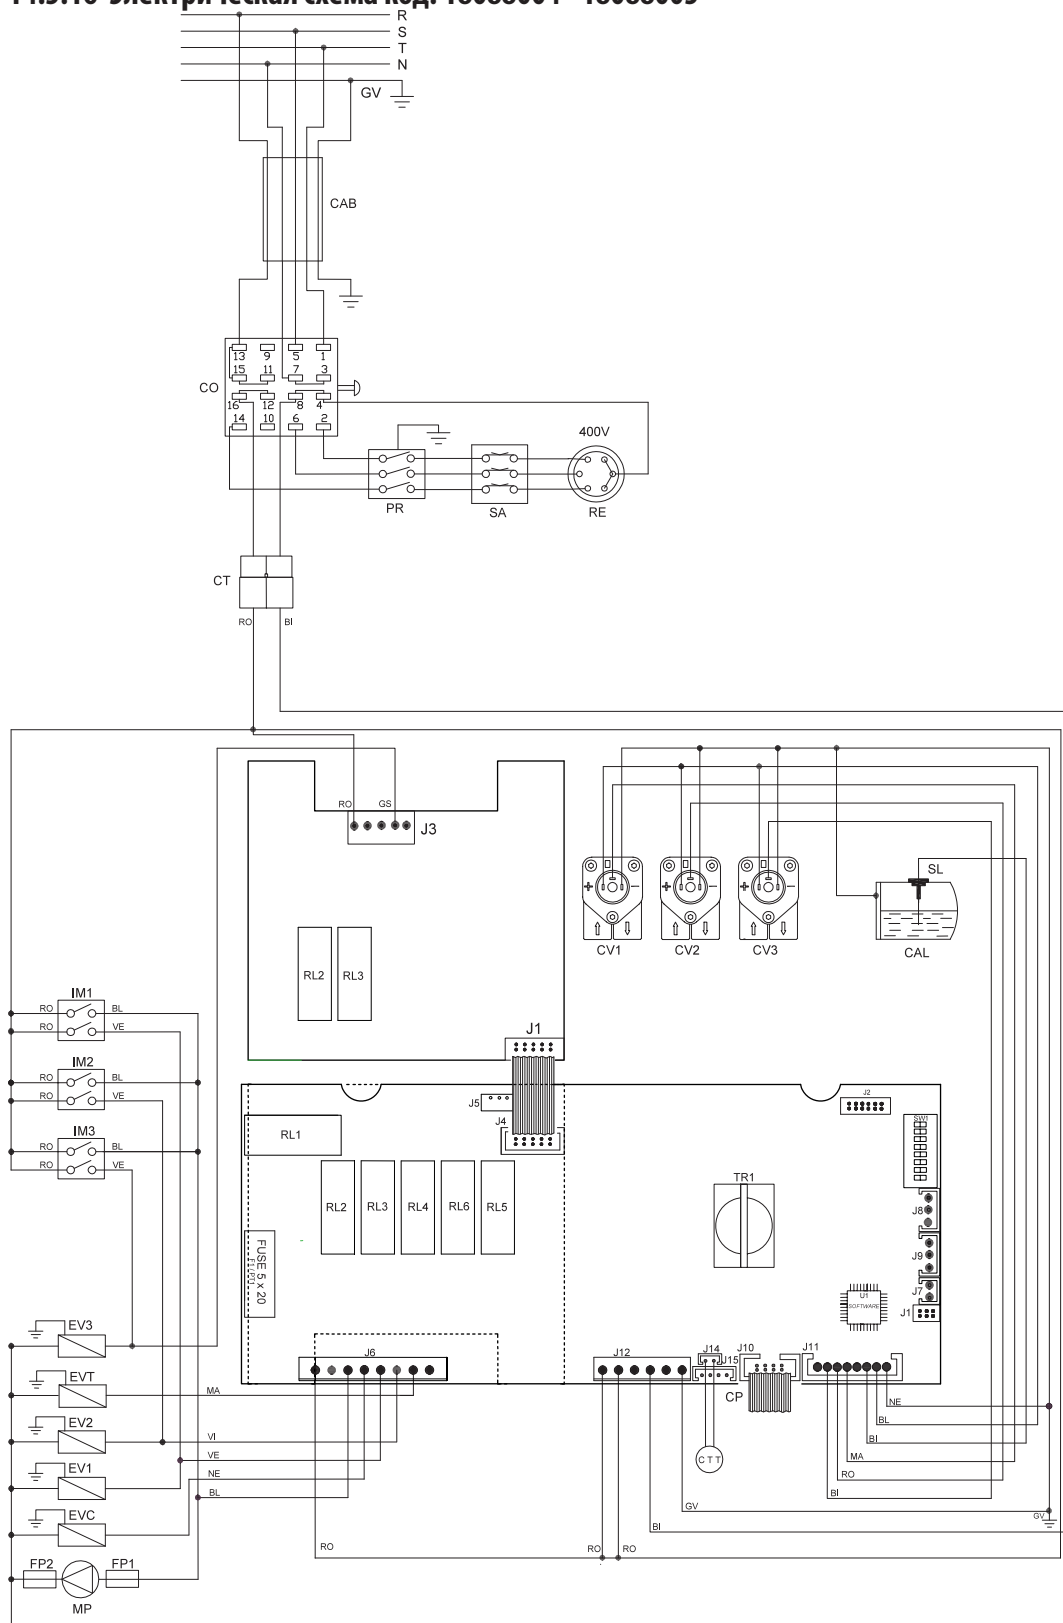 R
S
T
N
GV
CAB
13 9 5 1
15 11 7 3
CO
16 12 8 4
14 10 6 2
400V
PR
SA
RE
CT
RO BI
RO GS
J3
SL
CV1
CV2
CV3
CAL
RL2
RL3
IM1
RO BL
RO VE
J1
IM2
RO BL
RO VE
J5
J2
J4
SW1
RL1
IM3
RO BL
RO VE
RL2
RL3
RL4
RL6
RL5
TR1
J8
J9
FUSE 5 x 20
J7
U1
SOFTWARE
J1
EV3
J6
J12
J14
J15
J10
J11
EVT
MA
CP
NE
BL
EV2
VI
BI
VE
MA
CTT
EV1
NE
RO
BL
BI
EVC
GV
GV
BI
RO
RO
RO
FP2
FP1
MP